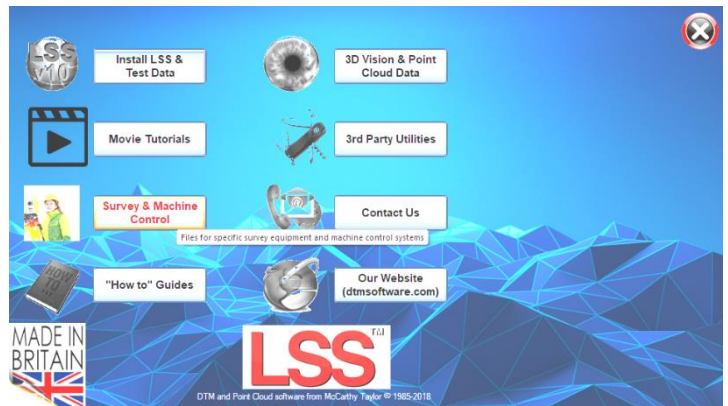 LSS
v10
Install LSS &
Test Data
3D Vision & Point
Cloud Data
Movie Tutorials
3rd Party Utilities
Survey & Machine
Control
Contact Us
Files for specific survey equipment and machine control systems
HOW
TO
...
"How to" Guides
Our Website
(dtmsoftware.com)
MADE IN
BRITAIN
LSS™
DTM and Point Cloud software from McCarthy Taylor © 1985-2018